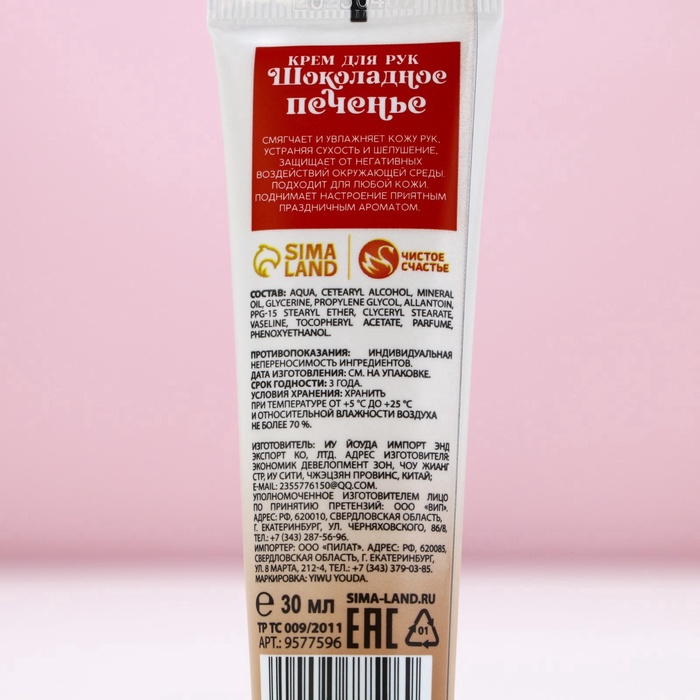 КРЕМ ДЛЯ РУК
Шоколадное
печенье
СМЯГЧАЕТ И УВЛАЖНЯЕТ КОЖУ РУК,
УСТРАНЯЯ СУХОСТЬ И ШЕЛУШЕНИЕ,
ЗАЩИЩАЕТ ОТ НЕГАТИВНЫХ
ВОЗДЕЙСТВИЙ ОКРУЖАЮЩЕЙ СРЕДЫ.
ПОДХОДИТ ДЛЯ ЛЮБОЙ КОЖИ.
ПОДНИМАЕТ НАСТРОЕНИЕ ПРИЯТНЫМ
ПРАЗДНИЧНЫМ АРОМАТОМ.
SIMA LAND
ЧИСТОЕ СЧАСТЬЕ
СОСТАВ: AQUA, CETEARYL ALCOHOL, MINERAL
OIL, GLYCERINE, PROPYLENE GLYCOL, ALLANTOIN,
PPG-15 STEARYL ETHER, CLYCERYL STEARATE,
VASELINE, TOCOPHERYL ACETATE, PARFUME,
PHENOXYETHANOL.
ПРОТИВОПОКАЗАНИЯ: ИНДИВИДУАЛЬНАЯ
НЕПЕРЕНОСИМОСТЬ ИНГРЕДИЕНТОВ.
ДАТА ИЗГОТОВЛЕНИЯ: СМ. НА УПАКОВКЕ.
СРОК ГОДНОСТИ: 3 ГОДА.
УСЛОВИЯ ХРАНЕНИЯ: ХРАНИТЬ
ПРИ ТЕМПЕРАТУРЕ ОТ +5 °C ДО +25 °C
И ОТНОСИТЕЛЬНОЙ ВЛАЖНОСТИ ВОЗДУХА
НЕ БОЛЕЕ 70 %.
ИЗГОТОВИТЕЛЬ: ИУ ЙОУДА ИМПОРТ ЭНД
ЭКСПОРТ КО, ЛТД. АДРЕС ИЗГОТОВИТЕЛЯ:
ЭКОНОМИК ДЕВЕЛОПМЕНТ ЗОН, ЧОУ ЖИАНГ
СТР, ИУ СИТИ, ЧЖЭЦЗЯН ПРОВИНС, КИТАЙ;
E-MAIL: 2355776150@QQ.COM.
УПОЛНОМОЧЕННОЕ ИЗГОТОВИТЕЛЕМ ЛИЦО
ПО ПРИНЯТИЮ ПРЕТЕНЗИЙ: ООО «ВИП».
АДРЕС: РФ, 620010, СВЕРДЛОВСКАЯ ОБЛАСТЬ,
Г. ЕКАТЕРИНБУРГ, УЛ. ЧЕРНЯХОВСКОГО, 86/8,
ТЕЛ.: +7 (343) 287-56-96.
ИМПОРТЕР: ООО «ПИЛАТ». АДРЕС: РФ, 620085,
СВЕРДЛОВСКАЯ ОБЛАСТЬ, Г. ЕКАТЕРИНБУРГ,
УЛ. 8 МАРТА, 212-4, ТЕЛ.: +7 (343) 379-03-85.
МАРКИРОВКА: YIWU YOUDA.
℮ 30 МЛ
SIMA-LAND.RU
ТР ТС 009/2011
АРТ.: 9577596
EAC
01